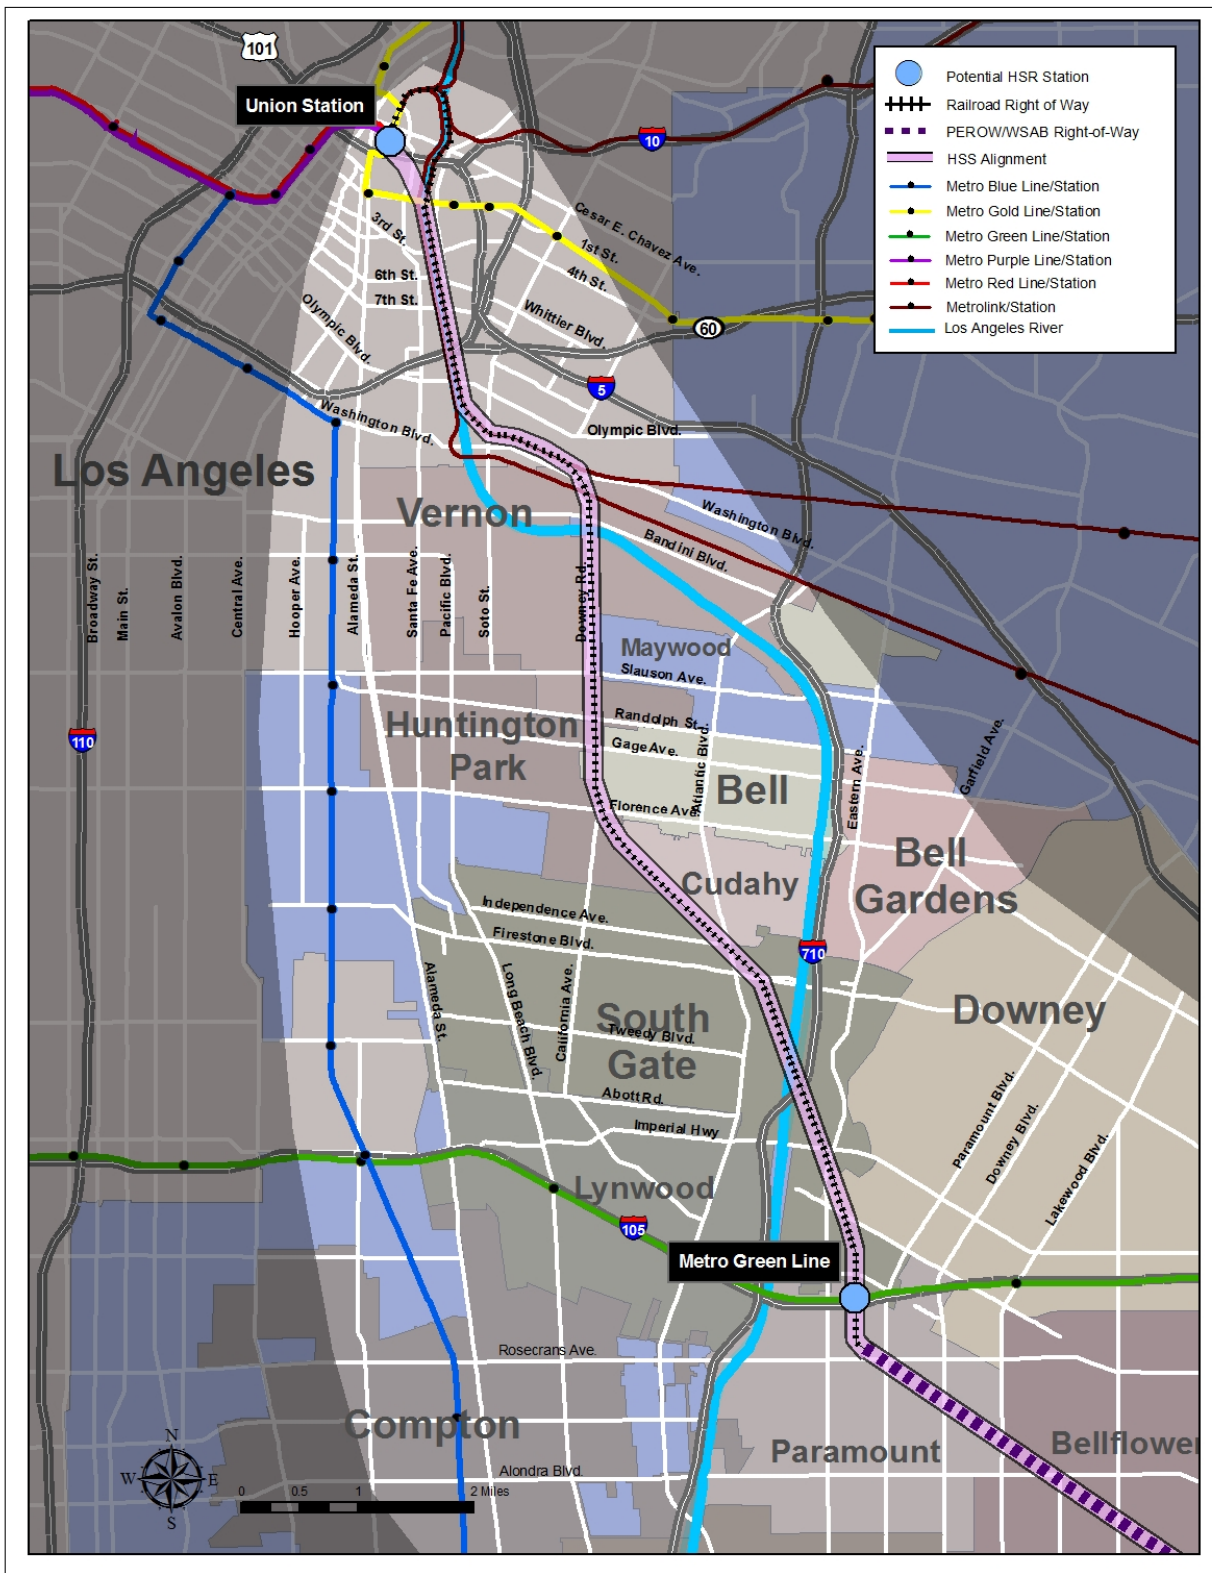 101
Union Station
10
Potential HSR Station
Railroad Right of Way
PEROW/WSAB Right-of-Way
HSS Alignment
Metro Blue Line/Station
Metro Gold Line/Station
Metro Green Line/Station
Metro Purple Line/Station
Metro Red Line/Station
Metrolink/Station
Los Angeles River
Cesar E. Chavez Ave.
3rd St.
1st St.
4th St.
6th St.
7th St.
Olympic Blvd.
Whittier Blvd.
60
5
Washington Blvd.
Olympic Blvd.
Los Angeles
Vernon
Washington Blvd.
Bandini Blvd.
Broadway St.
Main St.
Avalon Blvd.
Central Ave.
Hooper Ave.
Alameda St.
Santa Fe Ave.
Pacific Blvd.
Soto St.
Downey Rd.
Maywood
Slauson Ave.
Huntington
Park
Randolph St.
Gage Ave.
Atlantic Blvd.
110
Bell
Eastern Ave.
Garfield Ave.
Florence Ave.
Bell
Gardens
Cudahy
Independence Ave.
Firestone Blvd.
710
Alameda St.
Long Beach Blvd.
California Ave.
South
Gate
Tweedy Blvd.
Downey
Abott Rd.
Imperial Hwy
Paramount Blvd.
Downey Blvd.
Lakewood Blvd.
Lynwood
105
Metro Green Line
Rosecrans Ave.
Compton
Paramount
Bellflower
Alondra Blvd.
N
W
E
S
0
0.5
1
2 Miles